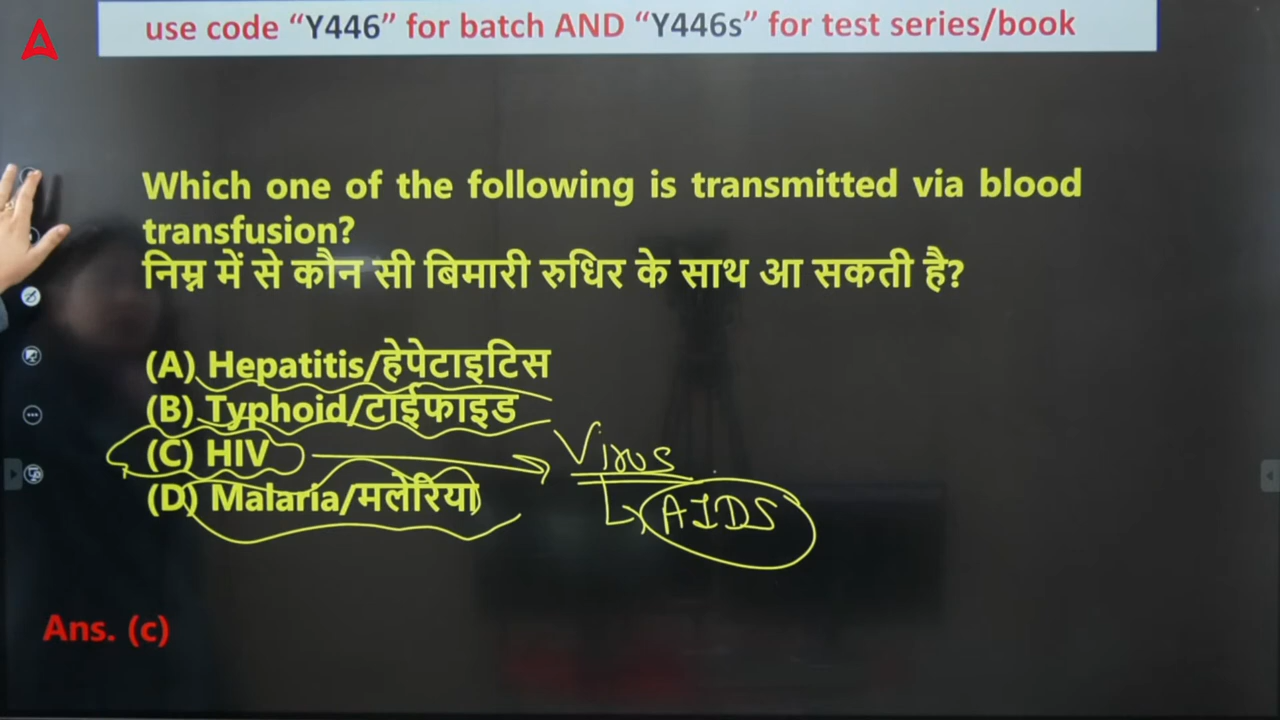 use code “Y446” for batch AND “Y446s” for test series/book
Which one of the following is transmitted via blood
transfusion?
निम्न में से कौन सी बिमारी रुधिर के साथ आ सकती है?
(A) Hepatitis/हेपेटाइटिस
(B) Typhoid/टाईफाइड
(C) HIV
Virus
(D) Malaria/मलेरिया
AIDS
Ans. (c)